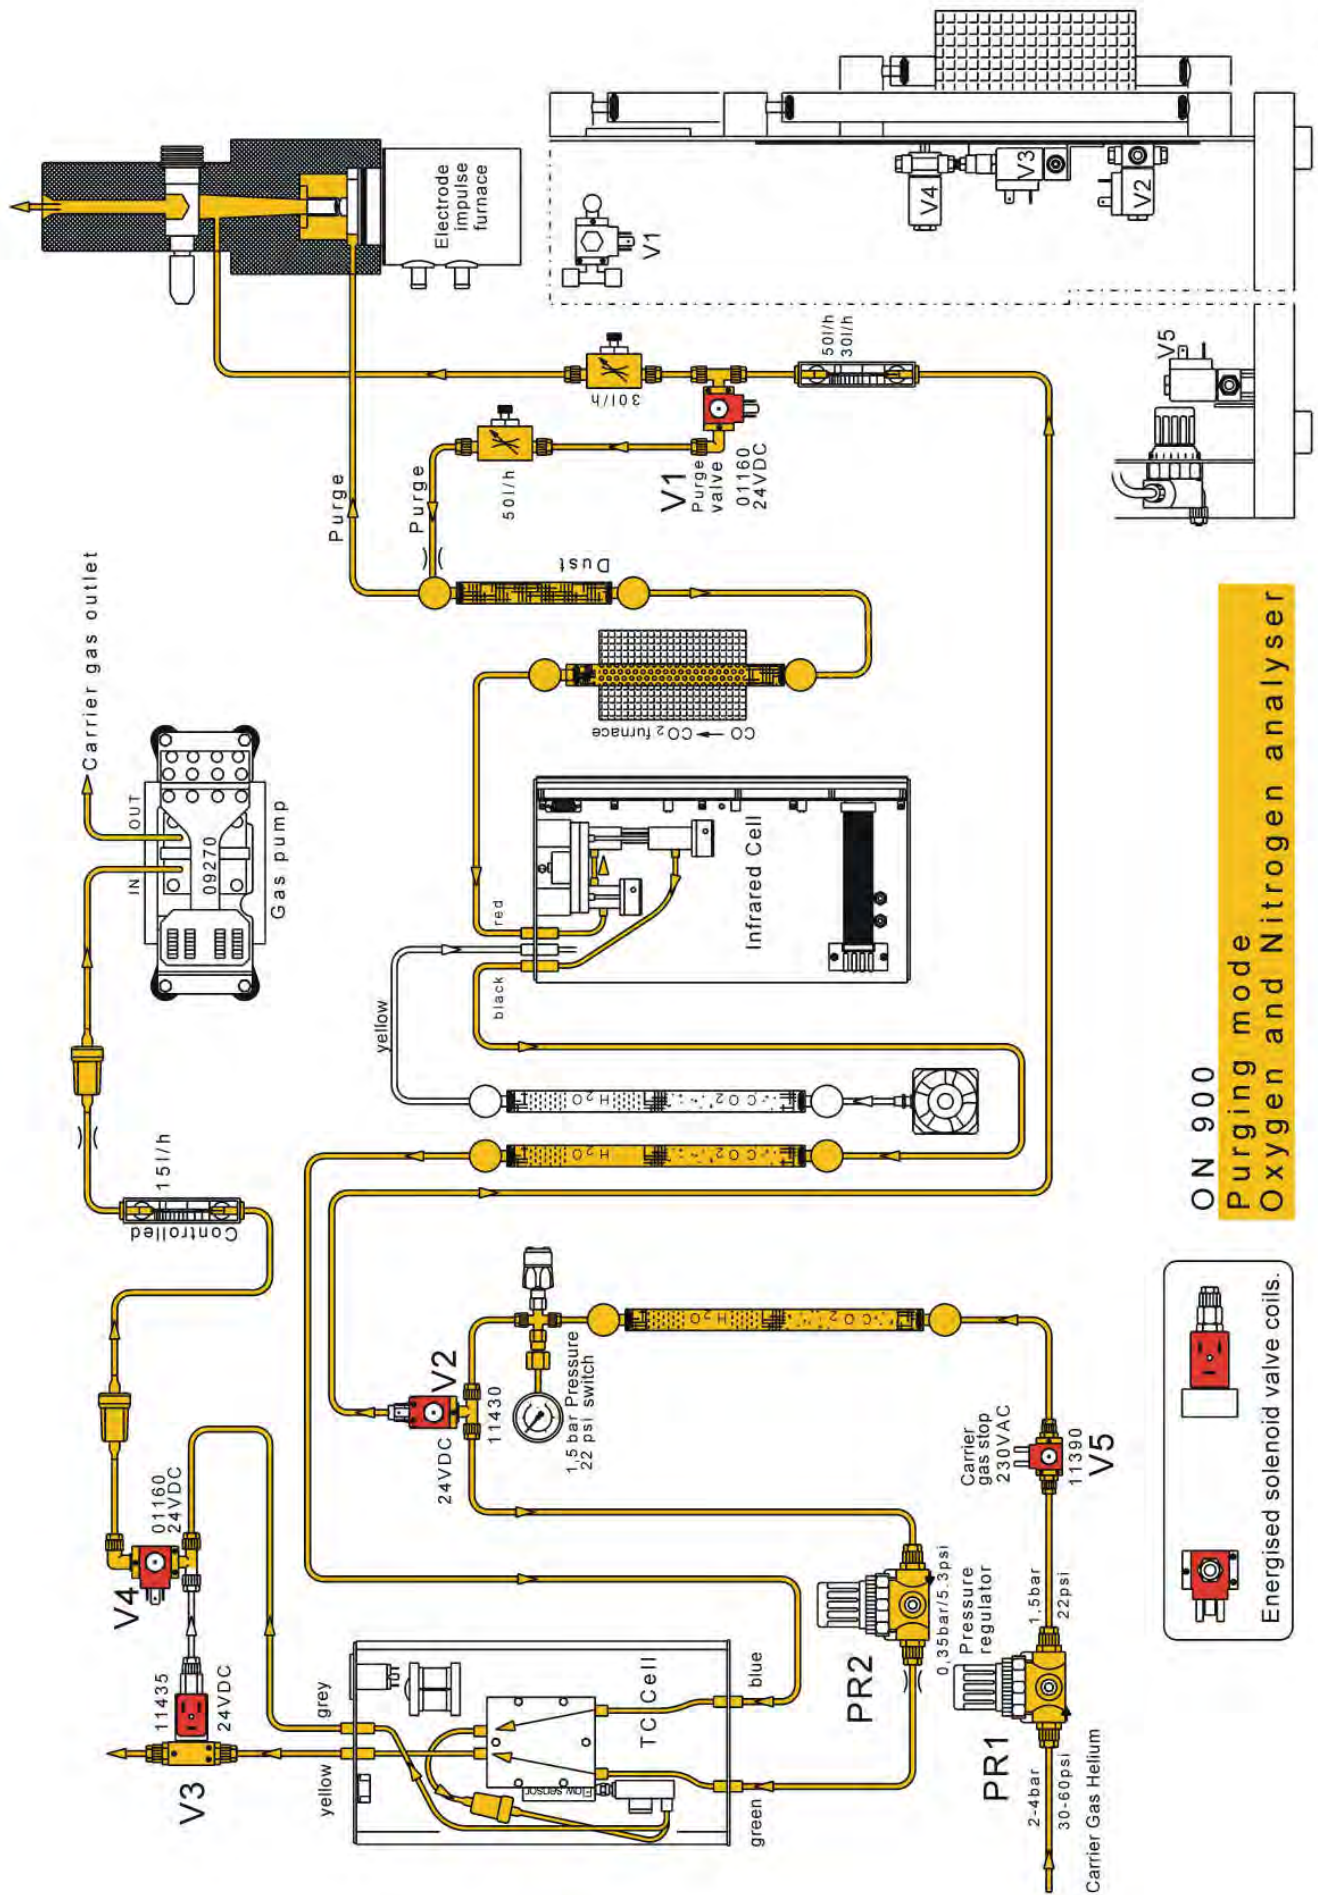 ON 900
Purging mode
Oxygen and Nitrogen analyser
Energised solenoid valve coils.
Carrier gas outlet
IN
OUT
09270
Gas pump
15l/h
Controlled
V4
01160
24VDC
11435
24VDC
V3
yellow
grey
Flow sensor
TC Cell
green
blue
PR2
0,35bar/5.3psi
Pressure
regulator
PR1
2-4bar
30-60psi
Carrier Gas Helium
1,5bar
22psi
Carrier
gas stop
230VAC
11390
V5
24VDC
V2
11430
1,5 bar Pressure
22 psi switch
H2O
CO2
H2O
CO2
H2O
CO2
yellow
black
red
Infrared Cell
CO → CO2 furnace
Dust
Purge
Purge
50l/h
30l/h
V1
Purge
valve
01160
24VDC
50l/h
30l/h
Electrode
impulse
furnace
V1
V4
V3
V2
V5